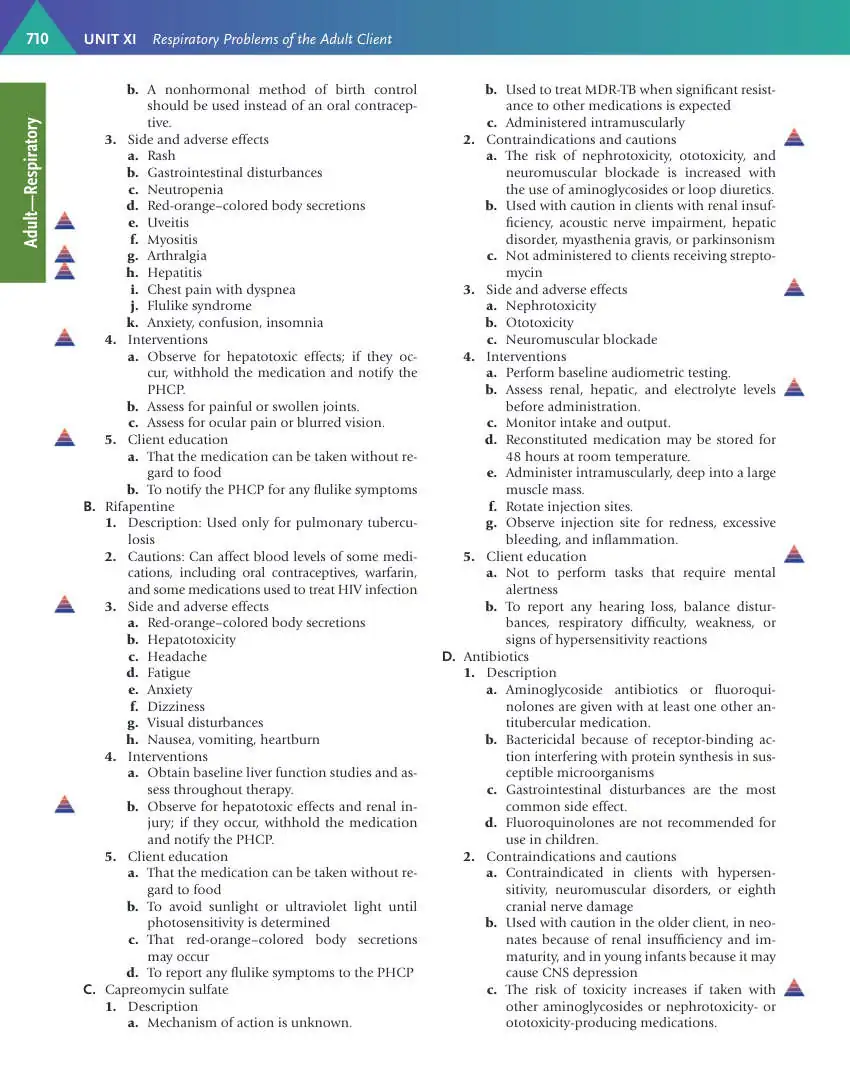 710 UNIT XI Respiratory Problems of the Adult Client
Adult—Respiratory
b. A nonhormonal method of birth control
should be used instead of an oral contracep-
tive.
3. Side and adverse effects
a. Rash
b. Gastrointestinal disturbances
c. Neutropenia
d. Red-orange–colored body secretions
e. Uveitis
f. Myositis
g. Arthralgia
h. Hepatitis
i. Chest pain with dyspnea
j. Flulike syndrome
k. Anxiety, confusion, insomnia
4. Interventions
a. Observe for hepatotoxic effects; if they oc-
cur, withhold the medication and notify the
PHCP.
b. Assess for painful or swollen joints.
c. Assess for ocular pain or blurred vision.
5. Client education
a. That the medication can be taken without re-
gard to food
b. To notify the PHCP for any flulike symptoms
B. Rifapentine
1. Description: Used only for pulmonary tubercu-
losis
2. Cautions: Can affect blood levels of some medi-
cations, including oral contraceptives, warfarin,
and some medications used to treat HIV infection
3. Side and adverse effects
a. Red-orange–colored body secretions
b. Hepatotoxicity
c. Headache
d. Fatigue
e. Anxiety
f. Dizziness
g. Visual disturbances
h. Nausea, vomiting, heartburn
4. Interventions
a. Obtain baseline liver function studies and as-
sess throughout therapy.
b. Observe for hepatotoxic effects and renal in-
jury; if they occur, withhold the medication
and notify the PHCP.
5. Client education
a. That the medication can be taken without re-
gard to food
b. To avoid sunlight or ultraviolet light until
photosensitivity is determined
c. That red-orange–colored body secretions
may occur
d. To report any flulike symptoms to the PHCP
C. Capreomycin sulfate
1. Description
a. Mechanism of action is unknown.
b. Used to treat MDR-TB when significant resist-
ance to other medications is expected
c. Administered intramuscularly
2. Contraindications and cautions
a. The risk of nephrotoxicity, ototoxicity, and
neuromuscular blockade is increased with
the use of aminoglycosides or loop diuretics.
b. Used with caution in clients with renal insuf-
ficiency, acoustic nerve impairment, hepatic
disorder, myasthenia gravis, or parkinsonism
c. Not administered to clients receiving strepto-
mycin
3. Side and adverse effects
a. Nephrotoxicity
b. Ototoxicity
c. Neuromuscular blockade
4. Interventions
a. Perform baseline audiometric testing.
b. Assess renal, hepatic, and electrolyte levels
before administration.
c. Monitor intake and output.
d. Reconstituted medication may be stored for
48 hours at room temperature.
e. Administer intramuscularly, deep into a large
muscle mass.
f. Rotate injection sites.
g. Observe injection site for redness, excessive
bleeding, and inflammation.
5. Client education
a. Not to perform tasks that require mental
alertness
b. To report any hearing loss, balance distur-
bances, respiratory difficulty, weakness, or
signs of hypersensitivity reactions
D. Antibiotics
1. Description
a. Aminoglycoside antibiotics or fluoroqui-
nolones are given with at least one other an-
titubercular medication.
b. Bactericidal because of receptor-binding ac-
tion interfering with protein synthesis in sus-
ceptible microorganisms
c. Gastrointestinal disturbances are the most
common side effect.
d. Fluoroquinolones are not recommended for
use in children.
2. Contraindications and cautions
a. Contraindicated in clients with hypersen-
sitivity, neuromuscular disorders, or eighth
cranial nerve damage
b. Used with caution in the older client, in neo-
nates because of renal insufficiency and im-
maturity, and in young infants because it may
cause CNS depression
c. The risk of toxicity increases if taken with
other aminoglycosides or nephrotoxicity- or
ototoxicity-producing medications.